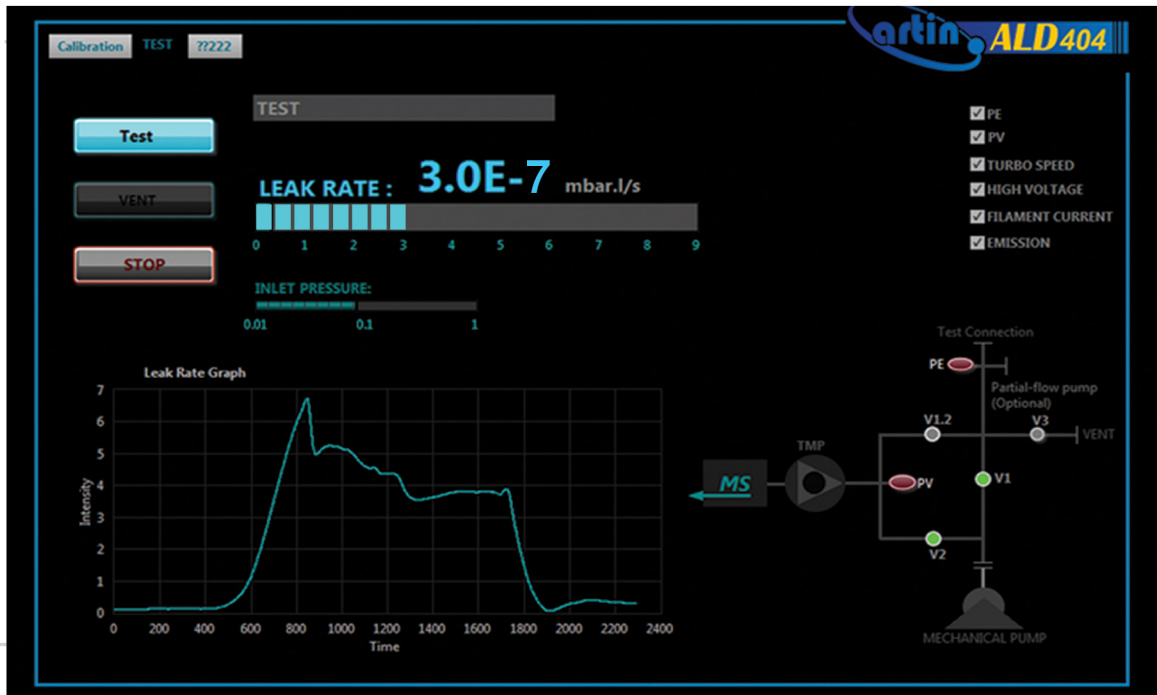 artin ALD404
Calibration TEST ??222
TEST
Test
VENT
STOP
LEAK RATE : 3.0E-7 mbar.l/s
0 1 2 3 4 5 6 7 8 9
INLET PRESSURE:
0.01 0.1 1
PE
PV
TURBO SPEED
HIGH VOLTAGE
FILAMENT CURRENT
EMISSION
Leak Rate Graph
Intensity
7
6
5
4
3
2
1
0
0 200 400 600 800 1000 1200 1400 1600 1800 2000 2200 2400
Time
Test Connection
PE
Partial-flow pump
(Optional)
V1.2 V3
VENT
TMP
MS
PV
V1
V2
MECHANICAL PUMP